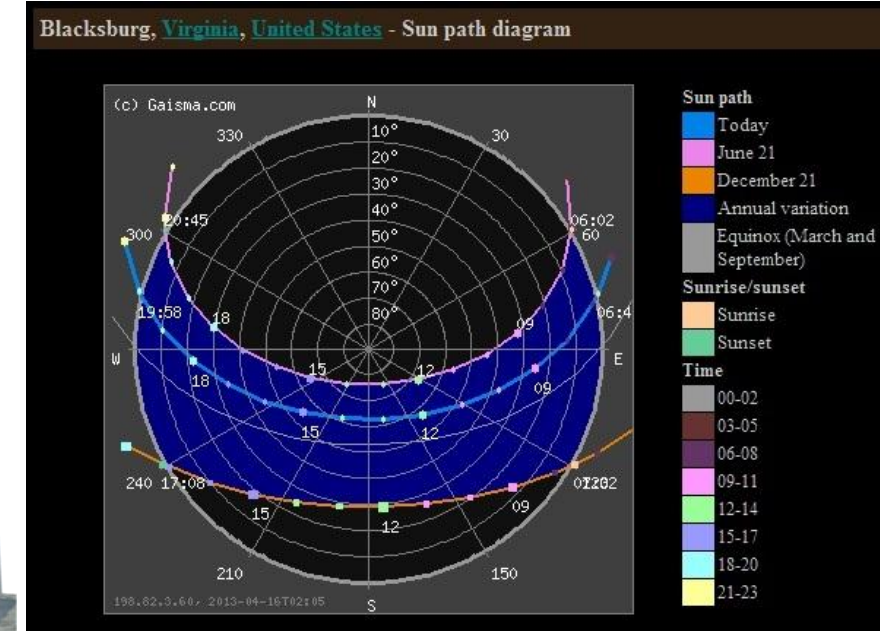 Blacksburg, Virginia, United States - Sun path diagram
(c) Gaisma.com
N
330
30
10°
20°
30°
40°
50°
60°
70°
80°
20:45
06:02
300
60
19:58
06:4
18
09
W
E
15
12
18
09
15
12
240
17:08
15
12
09
120
210
150
S
198.82.3.60, 2013-04-16T02:05
Sun path
Today
June 21
December 21
Annual variation
Equinox (March and
September)
Sunrise/sunset
Sunrise
Sunset
Time
00-02
03-05
06-08
09-11
12-14
15-17
18-20
21-23